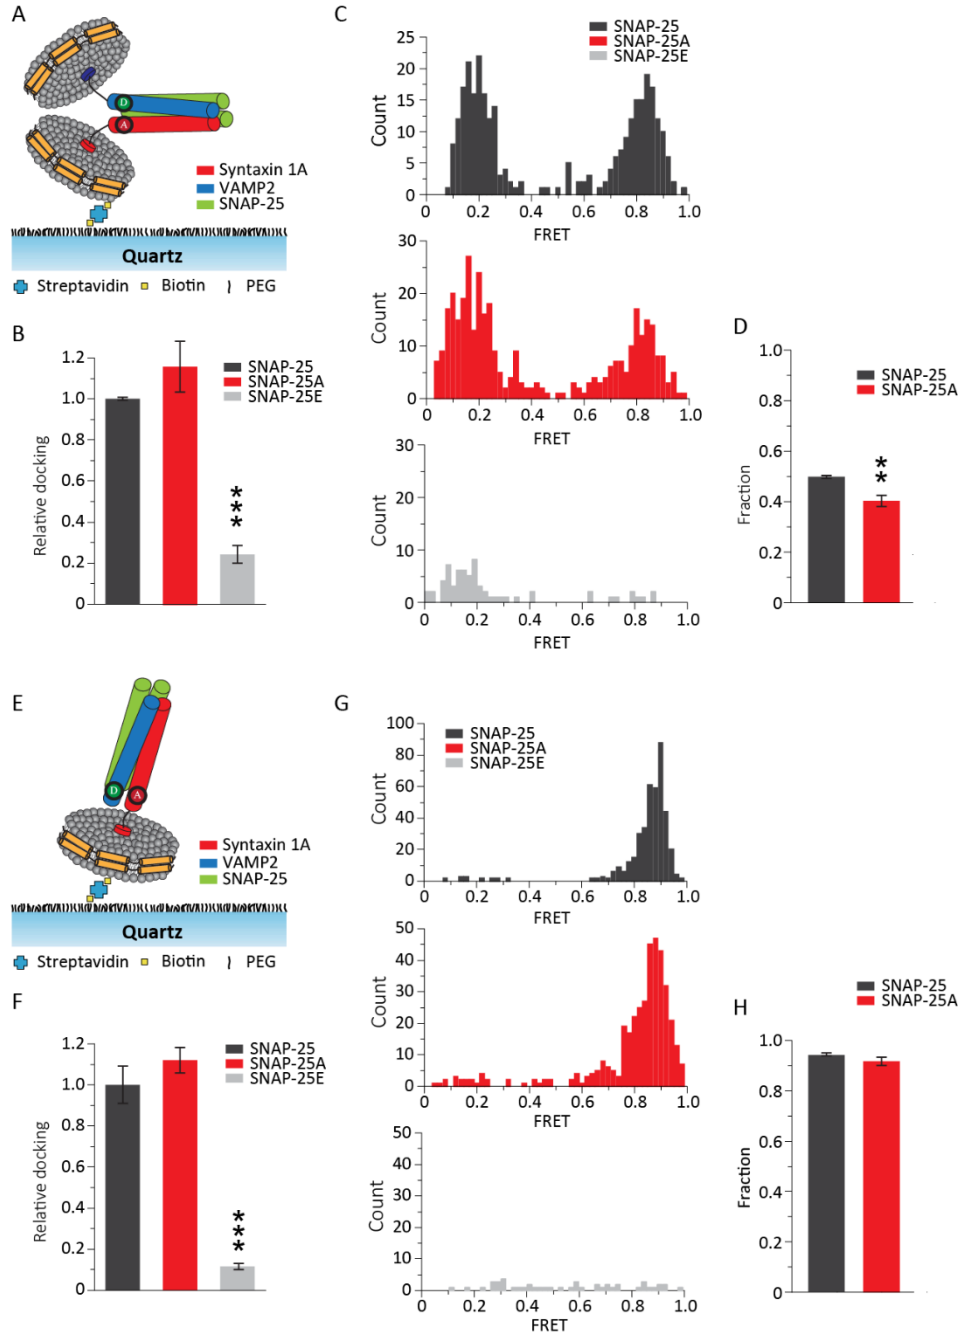 A
D
A
Syntaxin 1A
VAMP2
SNAP-25
Quartz
Streptavidin Biotin PEG
B
Relative docking
1.2
1.0
0.8
0.6
0.4
0.2
0
SNAP-25
SNAP-25A
SNAP-25E
***
C
SNAP-25
SNAP-25A
SNAP-25E
Count
25
20
15
10
5
0
0 0.2 0.4 0.6 0.8 1.0
FRET
Count
30
20
10
0
0 0.2 0.4 0.6 0.8 1.0
FRET
Count
30
20
10
0
0 0.2 0.4 0.6 0.8 1.0
FRET
D
SNAP-25
SNAP-25A
Fraction
1.0
0.8
0.6
0.4
0.2
0
**
E
D
A
Syntaxin 1A
VAMP2
SNAP-25
Quartz
Streptavidin Biotin PEG
F
Relative docking
1.2
1.0
0.8
0.6
0.4
0.2
0
SNAP-25
SNAP-25A
SNAP-25E
***
G
SNAP-25
SNAP-25A
SNAP-25E
Count
100
80
60
40
20
0
0 0.2 0.4 0.6 0.8 1.0
FRET
Count
50
40
30
20
10
0
0 0.2 0.4 0.6 0.8 1.0
FRET
Count
50
40
30
20
10
0
0 0.2 0.4 0.6 0.8 1.0
FRET
H
SNAP-25
SNAP-25A
Fraction
1.0
0.8
0.6
0.4
0.2
0